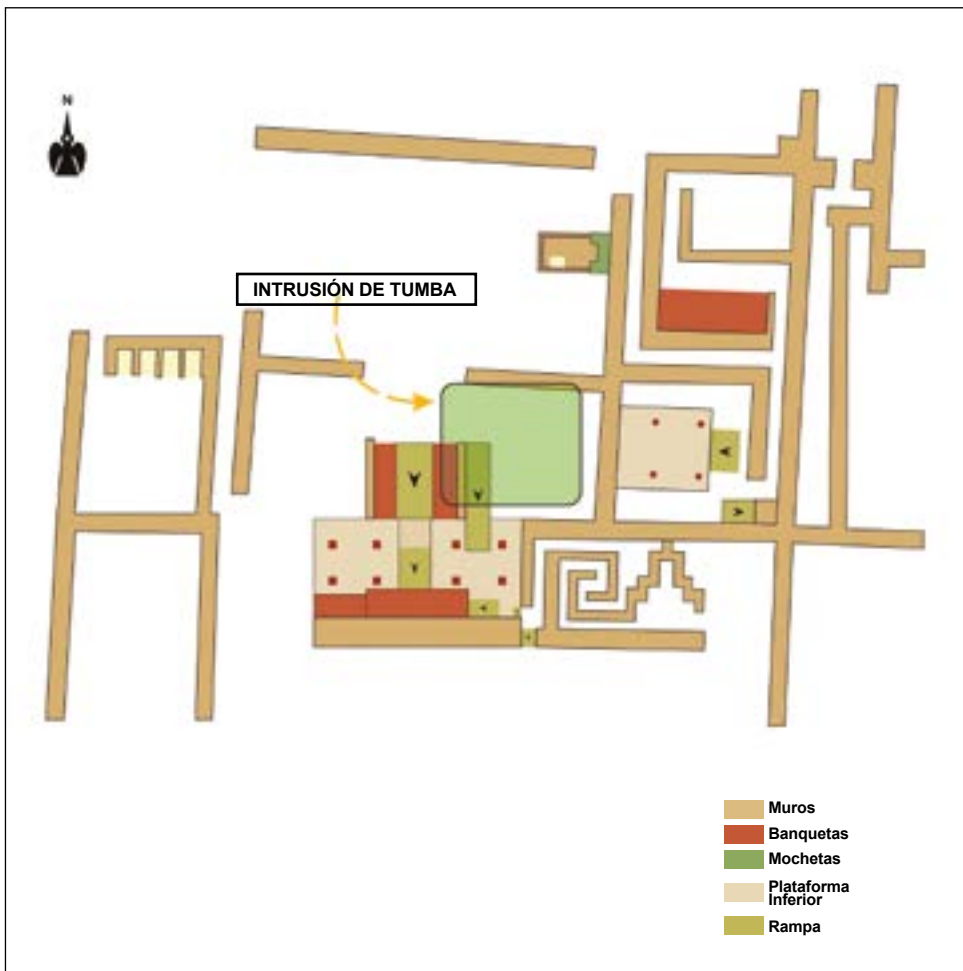 N
INTRUSIÓN DE TUMBA
Muros
Banquetas
Mochetas
Plataforma
Inferior
Rampa